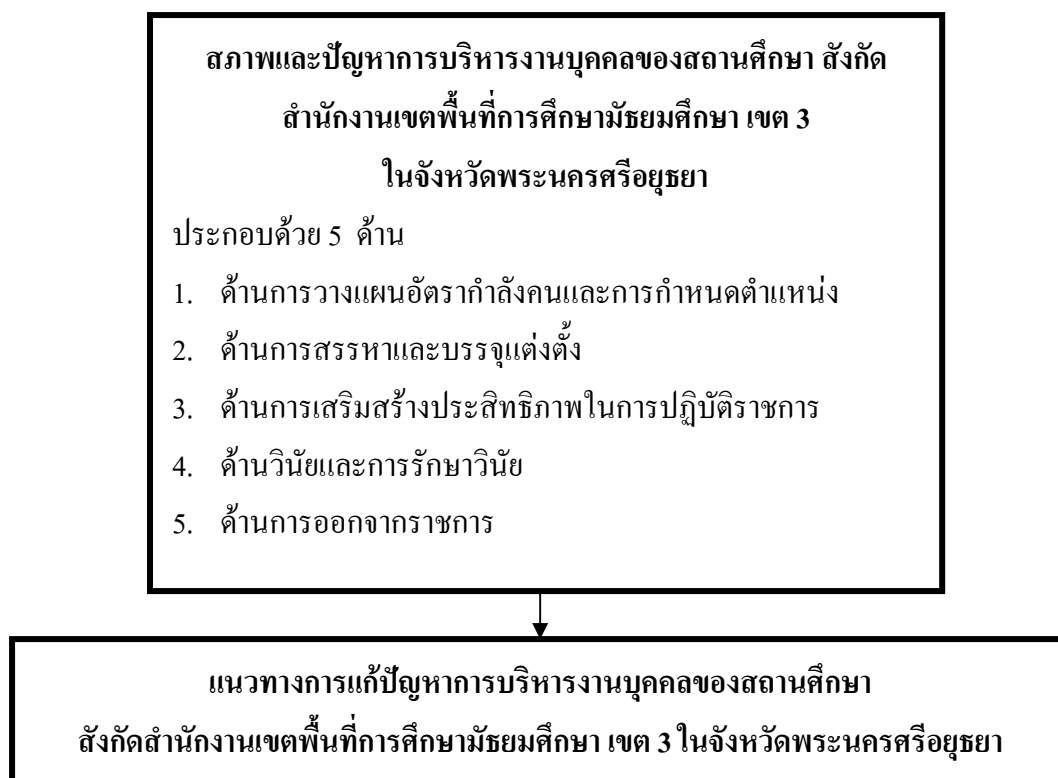 สภาพและปัญหาการบริหารงานบุคคลของสถานศึกษา สังกัด
สำนักงานเขตพื้นที่การศึกษามัธยมศึกษา เขต 3
ในจังหวัดพระนครศรีอยุธยา
ประกอบด้วย 5 ด้าน
1. ด้านการวางแผนอัตรากำลังคนและการกำหนดตำแหน่ง
2. ด้านการสรรหาและบรรจุแต่งตั้ง
3. ด้านการเสริมสร้างประสิทธิภาพในการปฏิบัติราชการ
4. ด้านวินัยและการรักษาวินัย
5. ด้านการออกจากราชการ
แนวทางการแก้ปัญหาการบริหารงานบุคคลของสถานศึกษา
สังกัดสำนักงานเขตพื้นที่การศึกษามัธยมศึกษา เขต 3 ในจังหวัดพระนครศรีอยุธยา